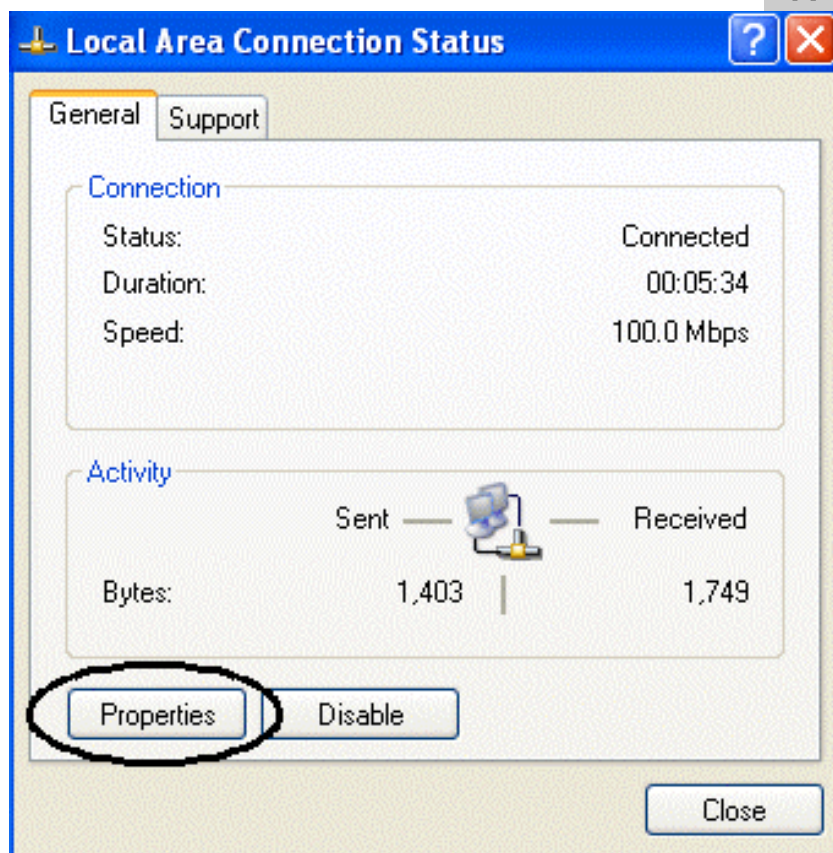 Local Area Connection Status
General Support
Connection
Status: Connected
Duration: 00:05:34
Speed: 100.0 Mbps
Activity
Sent Received
Bytes: 1,403 1,749
Properties Disable
Close